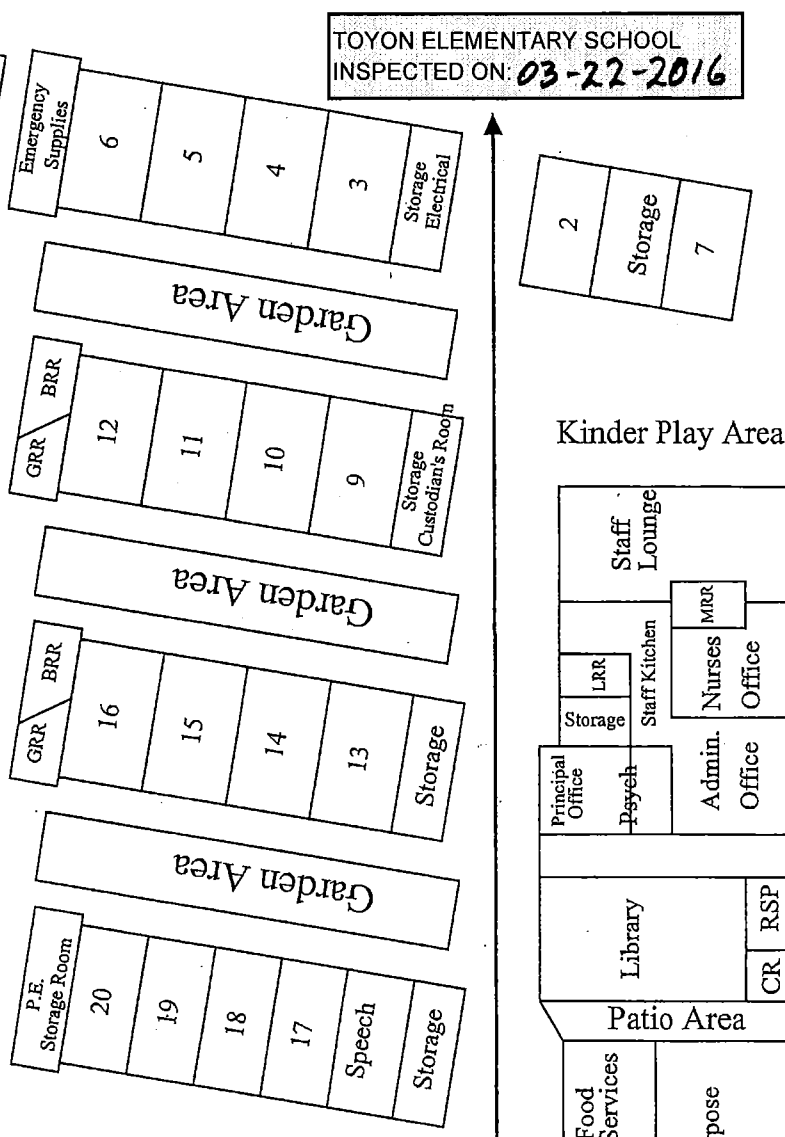 TOYON ELEMENTARY SCHOOL
INSPECTED ON: 03-22-2016
Emergency
Supplies
6
5
4
3
Storage
Electrical
2
Storage
7
Garden Area
GRR
BRR
12
11
10
9
Storage
Custodian's Room
Kinder Play Area
Staff
Lounge
MRR
LRR
Staff Kitchen
Nurses
Office
Storage
Principal
Office
Psych
Admin.
Office
Garden Area
GRR
BRR
16
15
14
13
Storage
Garden Area
Library
RSP
CR
Patio Area
P.E.
Storage Room
20
19
18
17
Speech
Storage
Food
Services
pose